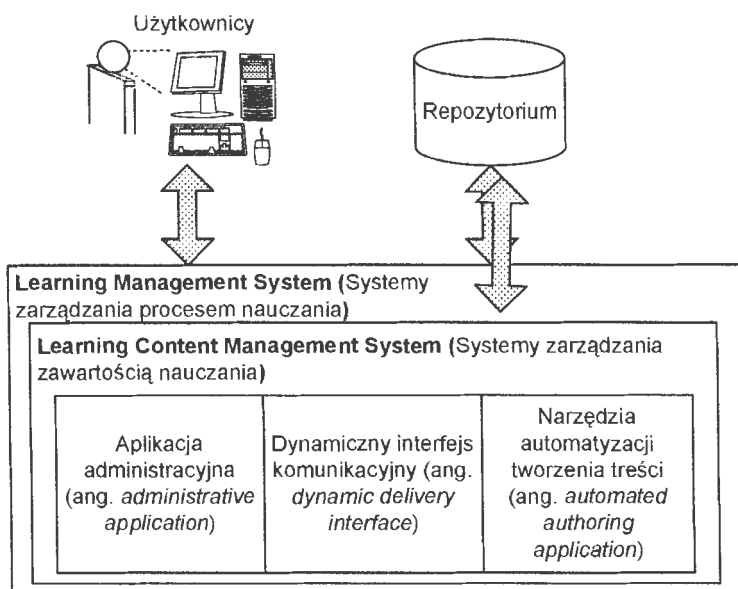 Użytkownicy
Repozytorium
Learning Management System (Systemy
zarządzania procesem nauczania)
Learning Content Management System (Systemy zarządzania
zawartością nauczania)
Aplikacja
administracyjna
(ang. administrative
application)
Dynamiczny interfejs
komunikacyjny (ang.
dynamic delivery
interface)
Narzędzia
automatyzacji
tworzenia treści
(ang. automated
authoring
application)